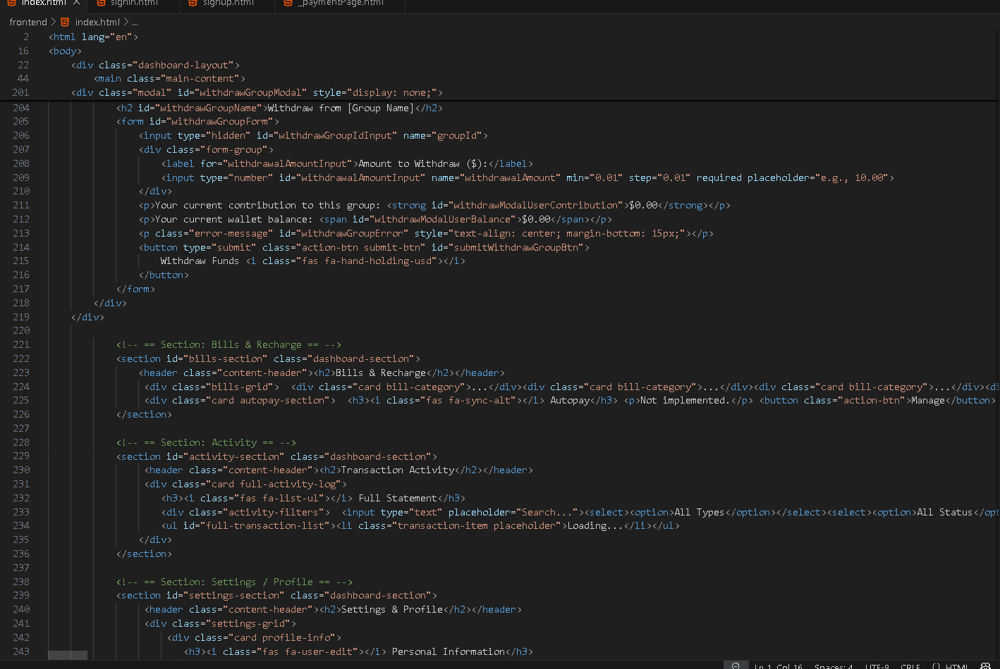 index.html
signin.html
signup.html
_paymentPage.html
frontend > index.html > ...
2 <html lang="en">
16 <body>
22 <div class="dashboard-layout">
44 <main class="main-content">
201 <div class="modal" id="withdrawGroupModal" style="display: none;">
204 <h2 id="withdrawGroupName">Withdraw from [Group Name]</h2>
205 <form id="withdrawGroupForm">
206 <input type="hidden" id="withdrawGroupIdInput" name="groupId">
207 <div class="form-group">
208 <label for="withdrawalAmountInput">Amount to Withdraw ($):</label>
209 <input type="number" id="withdrawalAmountInput" name="withdrawalAmount" min="0.01" step="0.01" required placeholder="e.g., 10.00">
210 </div>
211 <p>Your current contribution to this group: <strong id="withdrawModalUserContribution">$0.00</strong></p>
212 <p>Your current wallet balance: <span id="withdrawModalUserBalance">$0.00</span></p>
213 <p class="error-message" id="withdrawGroupError" style="text-align: center; margin-bottom: 15px;"></p>
214 <button type="submit" class="action-btn submit-btn" id="submitWithdrawGroupBtn">
215 Withdraw Funds <i class="fas fa-hand-holding-usd"></i>
216 </button>
217 </form>
218 </div>
219 </div>
220
221 <!-- == Section: Bills & Recharge == -->
222 <section id="bills-section" class="dashboard-section">
223 <header class="content-header"><h2>Bills & Recharge</h2></header>
224 <div class="bills-grid">  <div class="card bill-category">...</div><div class="card bill-category">...</div><div class="card bill-category">...</div><di
225 <div class="card autopay-section">  <h3><i class="fas fa-sync-alt"></i> Autopay</h3> <p>Not implemented.</p> <button class="action-btn">Manage</button>
226 </section>
227
228 <!-- == Section: Activity == -->
229 <section id="activity-section" class="dashboard-section">
230 <header class="content-header"><h2>Transaction Activity</h2></header>
231 <div class="card full-activity-log">
232 <h3><i class="fas fa-list-ul"></i> Full Statement</h3>
233 <div class="activity-filters">  <input type="text" placeholder="Search..."><select><option>All Types</option></select><select><option>All Status</opt
234 <ul id="full-transaction-list"><li class="transaction-item placeholder">Loading...</li></ul>
235 </div>
236 </section>
237
238 <!-- == Section: Settings / Profile == -->
239 <section id="settings-section" class="dashboard-section">
240 <header class="content-header"><h2>Settings & Profile</h2></header>
241 <div class="settings-grid">
242 <div class="card profile-info">
243 <h3><i class="fas fa-user-edit"></i> Personal Information</h3>
Ln 1, Col 16 Spaces: 4 UTF-8 CRLF {} HTML